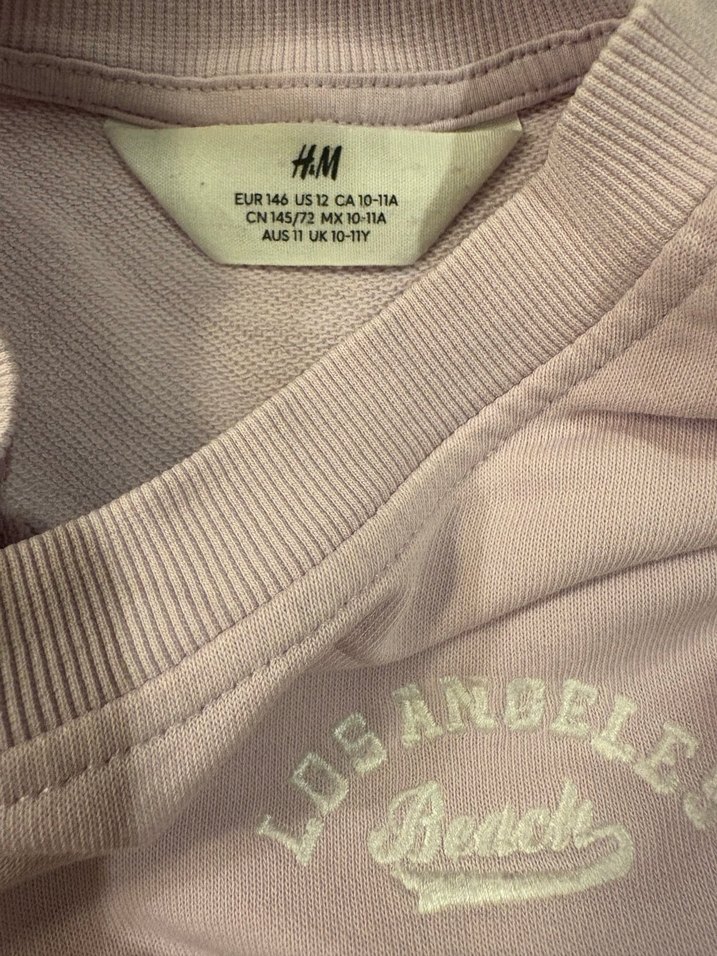 H&M
EUR 146 US 12 CA 10-11A
CN 145/72 MX 10-11A
AUS 11 UK 10-11Y
LOS ANGELES
Beach